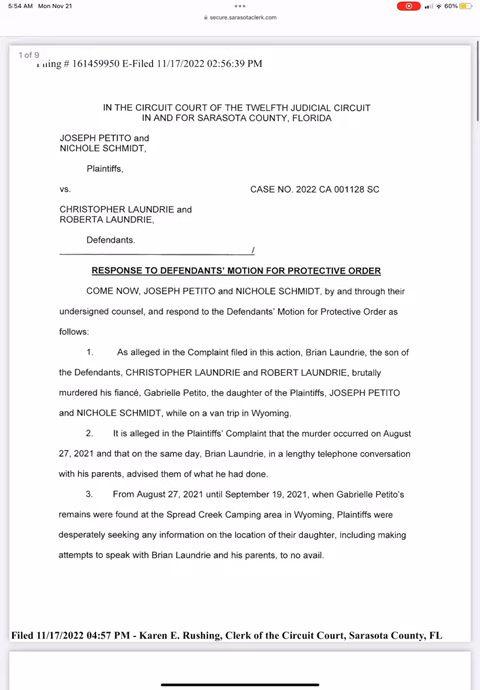 5:54 AM Mon Nov 21
60%
secure.sarasotaclerk.com
1 of 9
Filing # 161459950 E-Filed 11/17/2022 02:56:39 PM
IN THE CIRCUIT COURT OF THE TWELFTH JUDICIAL CIRCUIT
IN AND FOR SARASOTA COUNTY, FLORIDA
JOSEPH PETITO and
NICHOLE SCHMIDT,
Plaintiffs,
vs. CASE NO. 2022 CA 001128 SC
CHRISTOPHER LAUNDRIE and
ROBERTA LAUNDRIE,
Defendants.
/
RESPONSE TO DEFENDANTS' MOTION FOR PROTECTIVE ORDER
COME NOW, JOSEPH PETITO and NICHOLE SCHMIDT, by and through their
undersigned counsel, and respond to the Defendants' Motion for Protective Order as
follows:
1. As alleged in the Complaint filed in this action, Brian Laundrie, the son of
the Defendants, CHRISTOPHER LAUNDRIE and ROBERT LAUNDRIE, brutally
murdered his fiancé, Gabrielle Petito, the daughter of the Plaintiffs, JOSEPH PETITO
and NICHOLE SCHMIDT, while on a van trip in Wyoming.
2. It is alleged in the Plaintiffs' Complaint that the murder occurred on August
27, 2021 and that on the same day, Brian Laundrie, in a lengthy telephone conversation
with his parents, advised them of what he had done.
3. From August 27, 2021 until September 19, 2021, when Gabrielle Petito's
remains were found at the Spread Creek Camping area in Wyoming, Plaintiffs were
desperately seeking any information on the location of their daughter, including making
attempts to speak with Brian Laundrie and his parents, to no avail.
Filed 11/17/2022 04:57 PM - Karen E. Rushing, Clerk of the Circuit Court, Sarasota County, FL